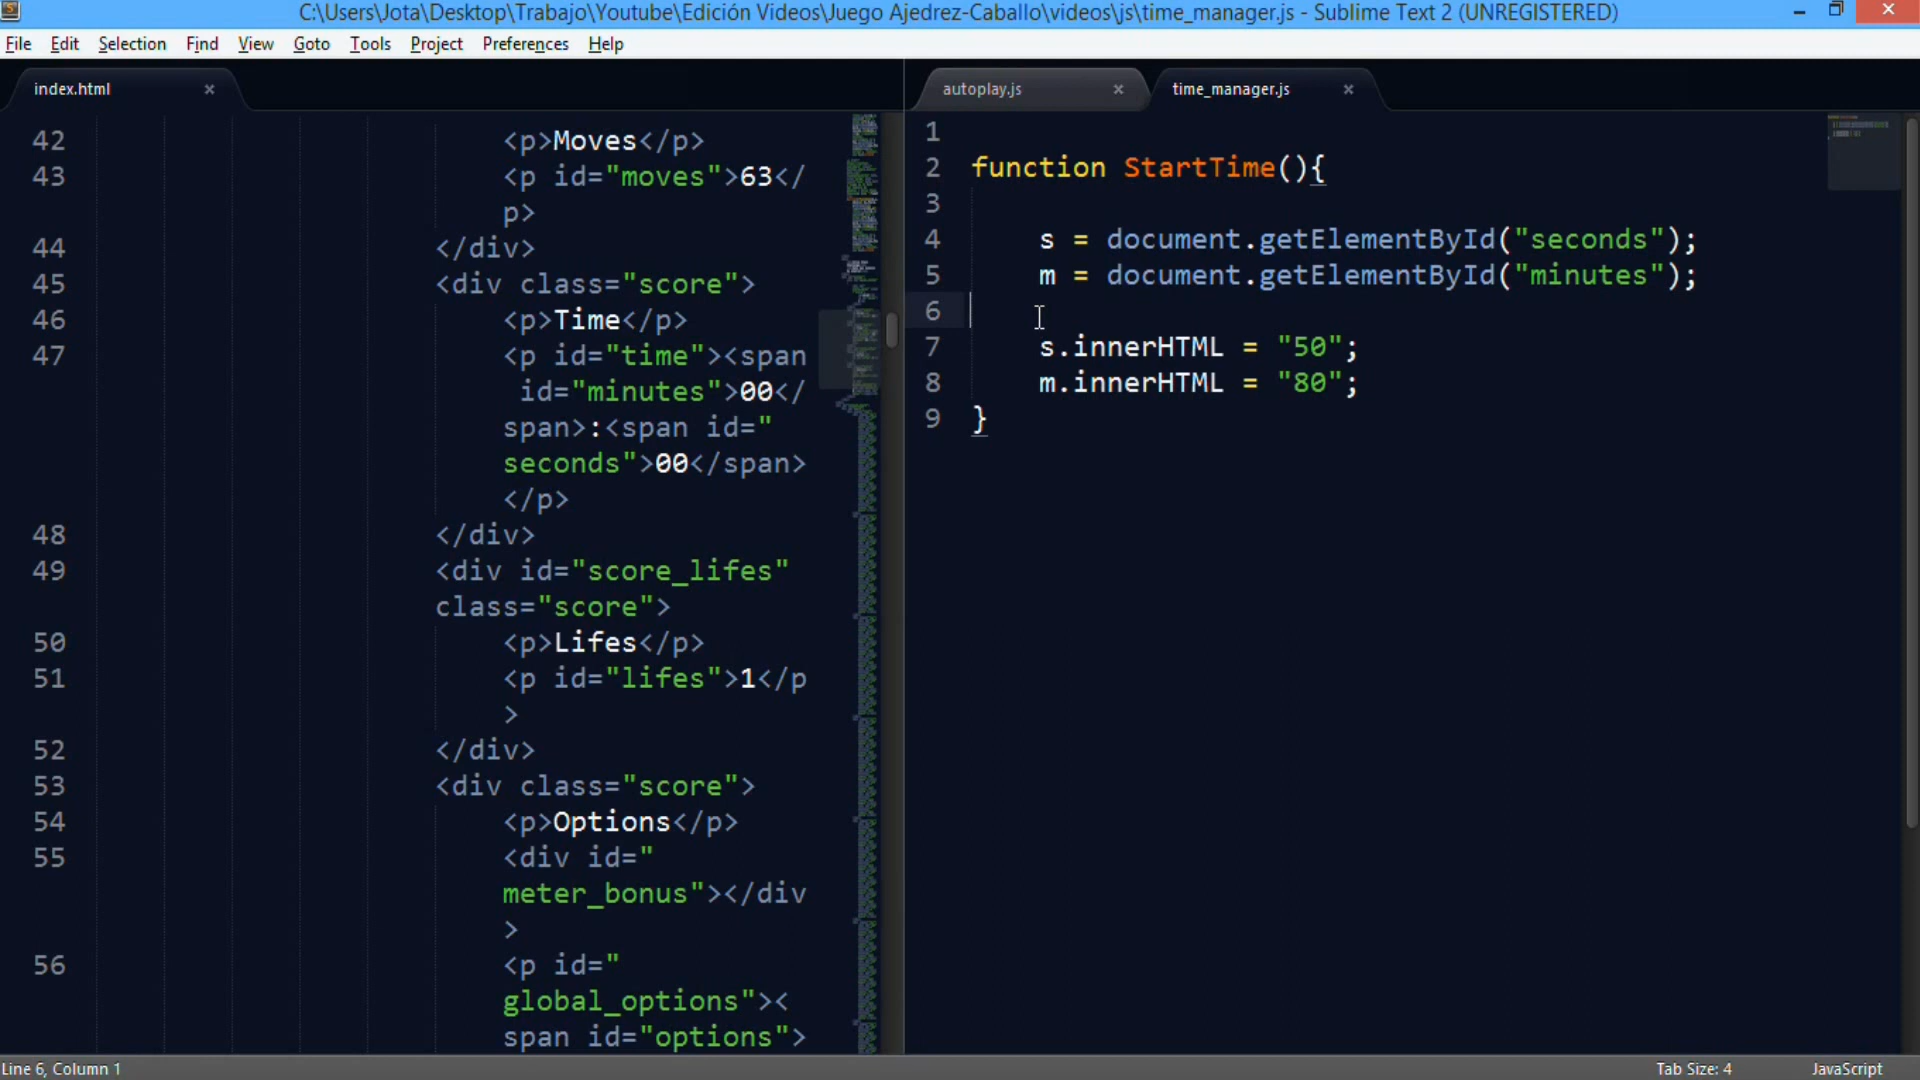 C:\Users\Jota\Desktop\Trabajo\Youtube\Edición Videos\Juego Ajedrez-Caballo\videos\js\time_manager.js - Sublime Text 2 (UNREGISTERED)
File Edit Selection Find View Goto Tools Project Preferences Help
index.html
42 <p>Moves</p>
43 <p id="moves">63</
p>
44 </div>
45 <div class="score">
46 <p>Time</p>
47 <p id="time"><span
id="minutes">00</
span>:<span id="
seconds">00</span>
</p>
48 </div>
49 <div id="score_lifes"
class="score">
50 <p>Lifes</p>
51 <p id="lifes">1</p
>
52 </div>
53 <div class="score">
54 <p>Options</p>
55 <div id="
meter_bonus"></div
>
56 <p id="
global_options"><
span id="options">
autoplay.js time_manager.js
1
2 function StartTime(){
3
4 s = document.getElementById("seconds");
5 m = document.getElementById("minutes");
6
7 s.innerHTML = "50";
8 m.innerHTML = "80";
9 }
Line 6, Column 1 Tab Size: 4 JavaScript